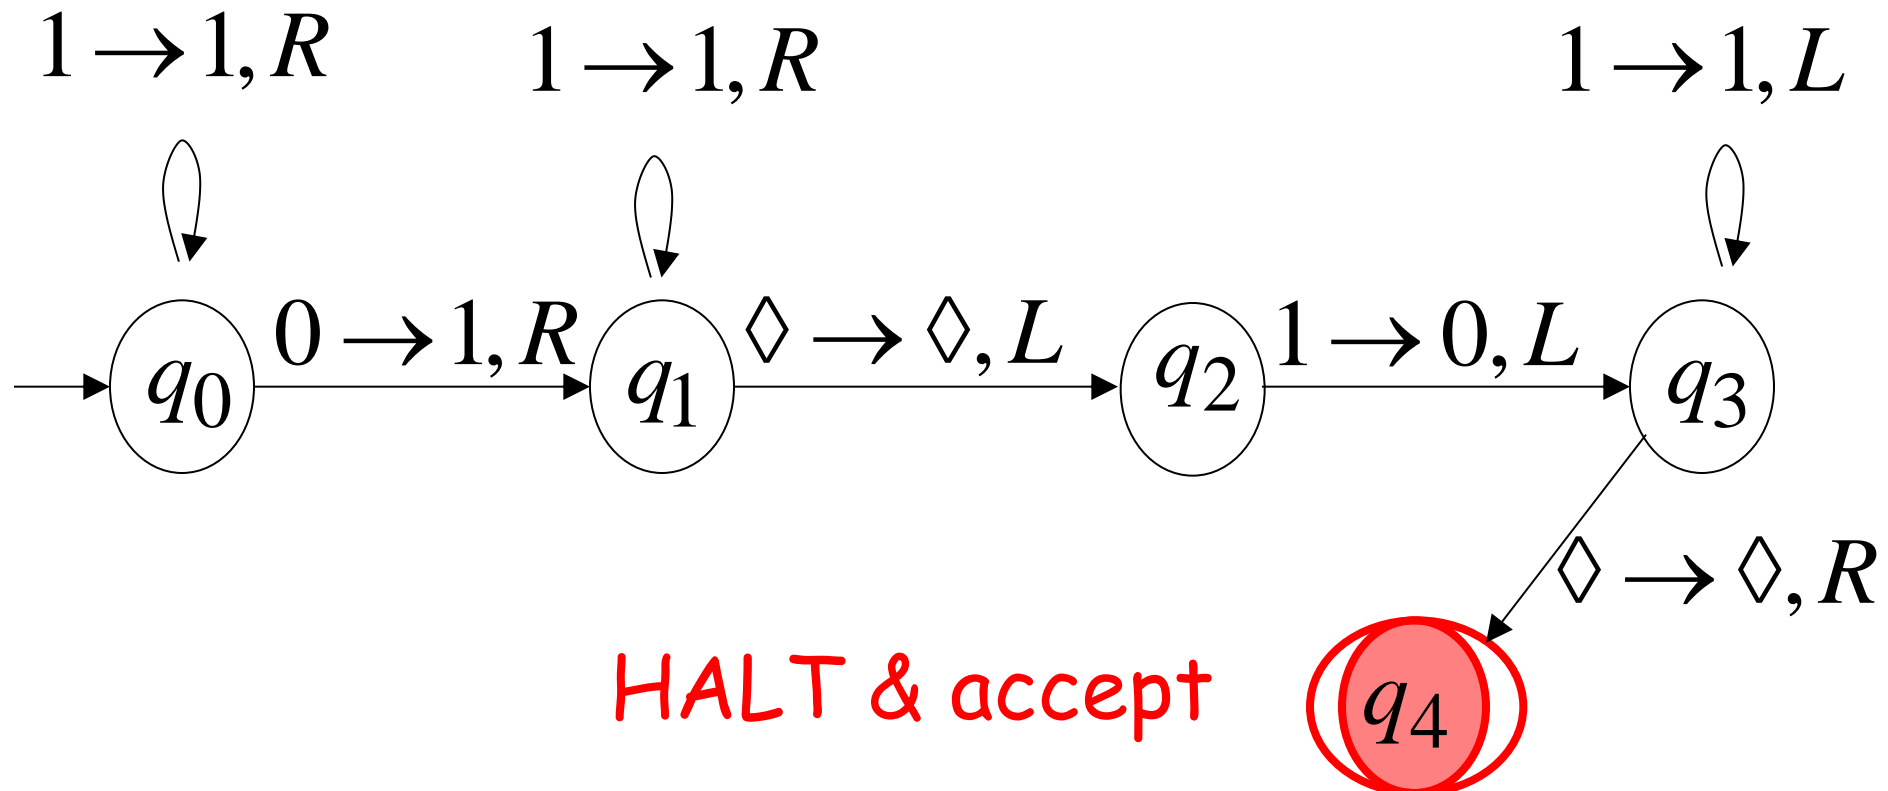 1 → 1, R
1 → 1, R
1 → 1, L
q0
0 → 1, R
q1
◊ → ◊, L
q2
1 → 0, L
q3
◊ → ◊, R
HALT & accept
q4